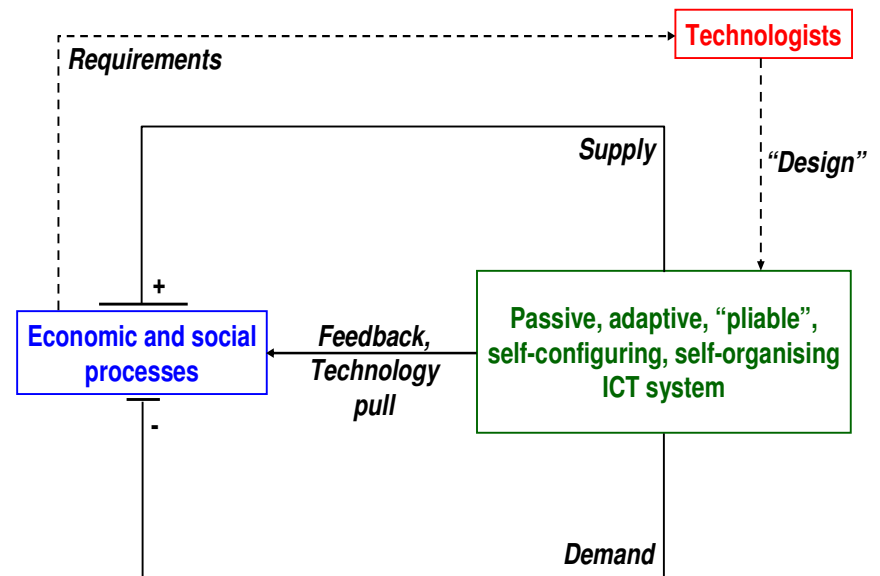 Technologists
Requirements
Supply
“Design”
+
Economic and social
processes
Feedback,
Technology
pull
Passive, adaptive, “pliable”,
self-configuring, self-organising
ICT system
-
Demand